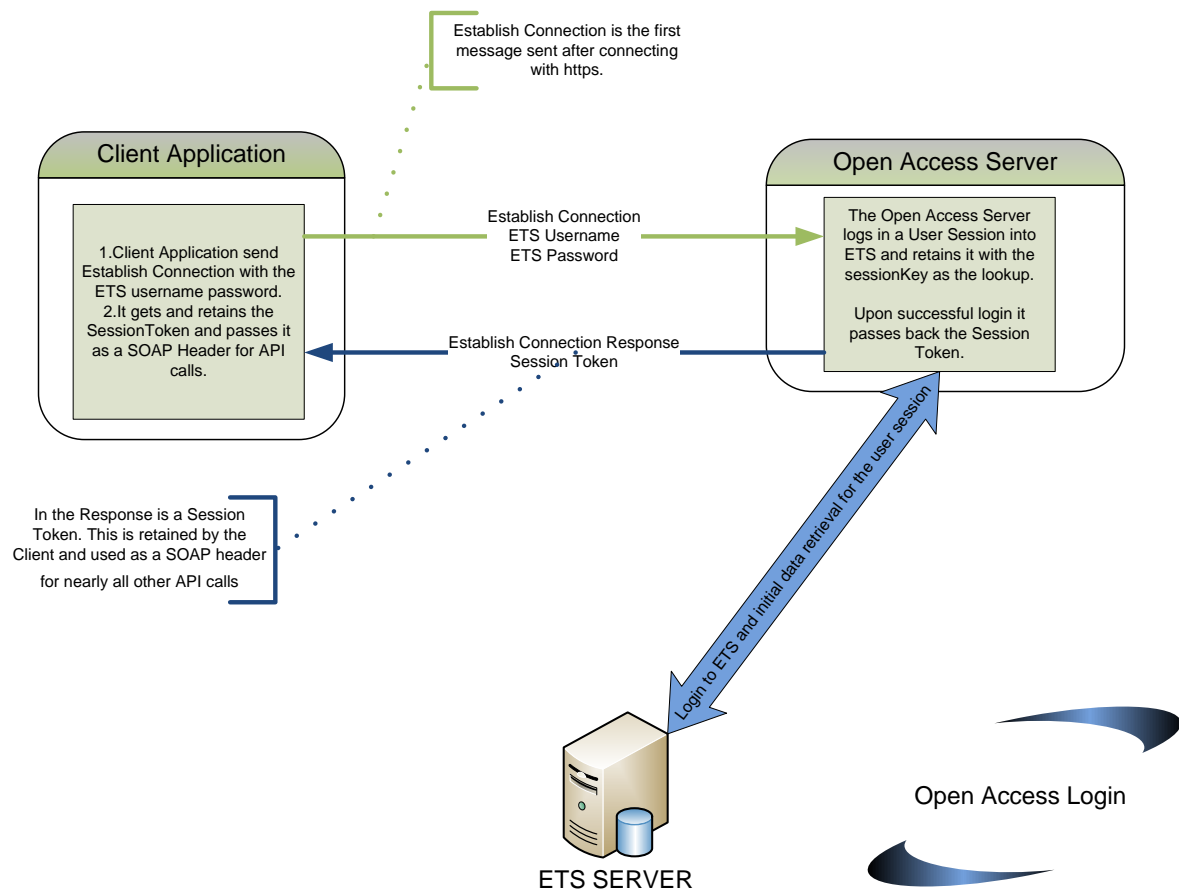 Establish Connection is the first
message sent after connecting
with https.
Client Application
Open Access Server
1.Client Application send
Establish Connection with the
ETS username password.
2.It gets and retains the
SessionToken and passes it
as a SOAP Header for API
calls.
Establish Connection
ETS Username
ETS Password
The Open Access Server
logs in a User Session into
ETS and retains it with the
sessionKey as the lookup.
Upon successful login it
passes back the Session
Token.
Establish Connection Response
Session Token
In the Response is a Session
Token. This is retained by the
Client and used as a SOAP header
for nearly all other API calls
Login to ETS and initial data retrieval for the user session
Open Access Login
ETS SERVER